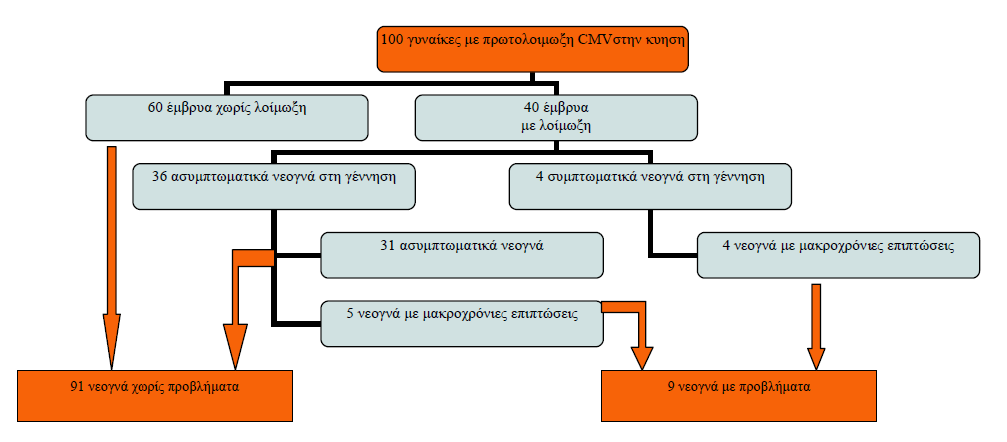 100 γυναίκες με πρωτολοιμωξη CMVστην κυηση
60 έμβρυα χωρίς λοίμωξη
40 έμβρυα
με λοίμωξη
36 ασυμπτωματικά νεογνά στη γέννηση
4 συμπτωματικά νεογνά στη γέννηση
31 ασυμπτωματικά νεογνά
4 νεογνά με μακροχρόνιες επιπτώσεις
5 νεογνά με μακροχρόνιες επιπτώσεις
91 νεογνά χωρίς προβλήματα
9 νεογνά με προβλήματα